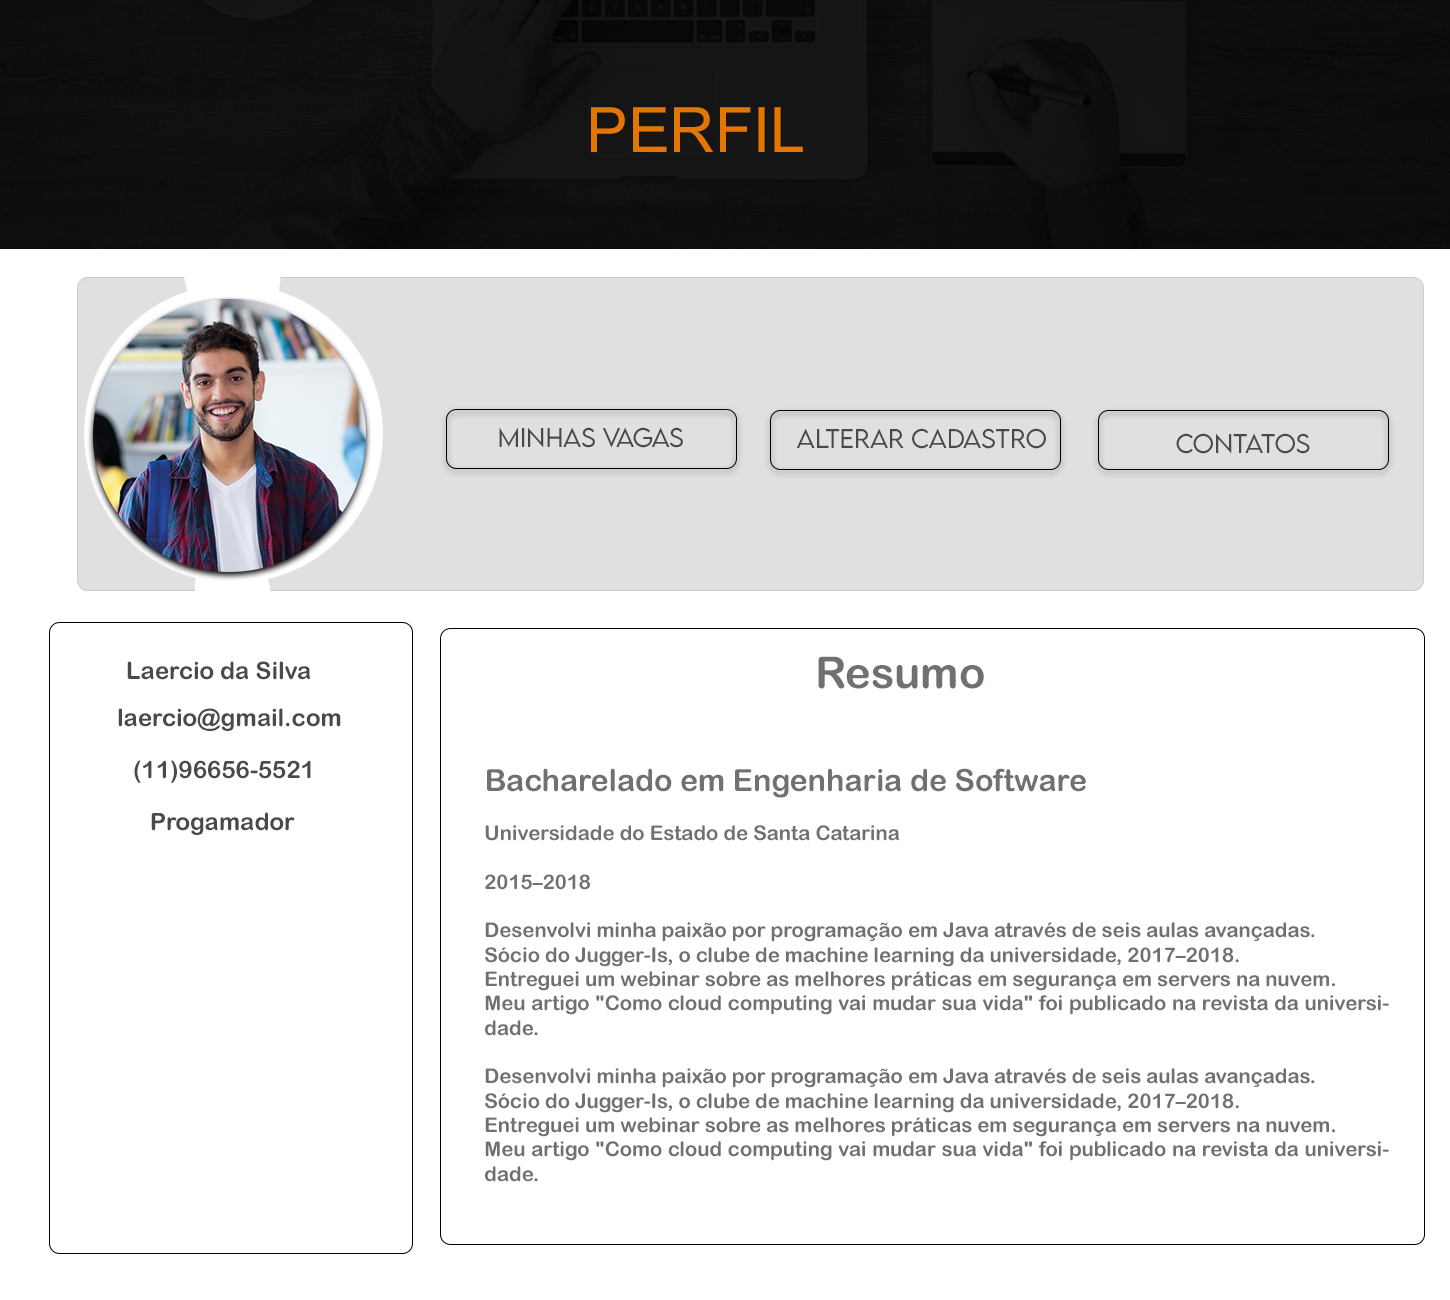 PERFIL
MINHAS VAGAS
ALTERAR CADASTRO
CONTATOS
Laercio da Silva
laercio@gmail.com
(11)96656-5521
Progamador
Resumo
Bacharelado em Engenharia de Software
Universidade do Estado de Santa Catarina
2015–2018
Desenvolvi minha paixão por programação em Java através de seis aulas avançadas.
Sócio do Jugger-Is, o clube de machine learning da universidade, 2017–2018.
Entreguei um webinar sobre as melhores práticas em segurança em servers na nuvem.
Meu artigo "Como cloud computing vai mudar sua vida" foi publicado na revista da universi-
dade.
Desenvolvi minha paixão por programação em Java através de seis aulas avançadas.
Sócio do Jugger-Is, o clube de machine learning da universidade, 2017–2018.
Entreguei um webinar sobre as melhores práticas em segurança em servers na nuvem.
Meu artigo "Como cloud computing vai mudar sua vida" foi publicado na revista da universi-
dade.